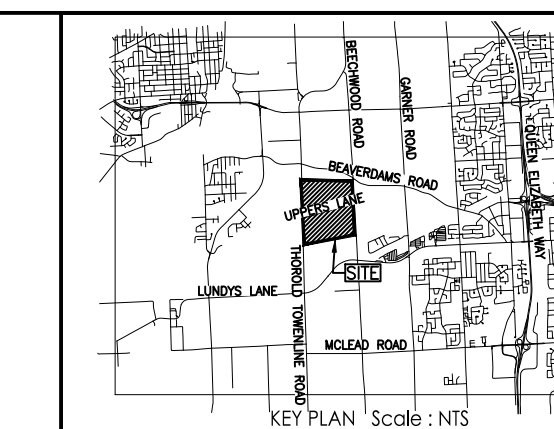 BEECHWOOD ROAD
GARNER ROAD
QUEEN ELIZABETH WAY
BEAVERDAMS ROAD
UPPERS LANE
THOROLD TOWENLINE ROAD
SITE
LUNDYS LANE
MCLEAD ROAD
KEY PLAN Scale : NTS